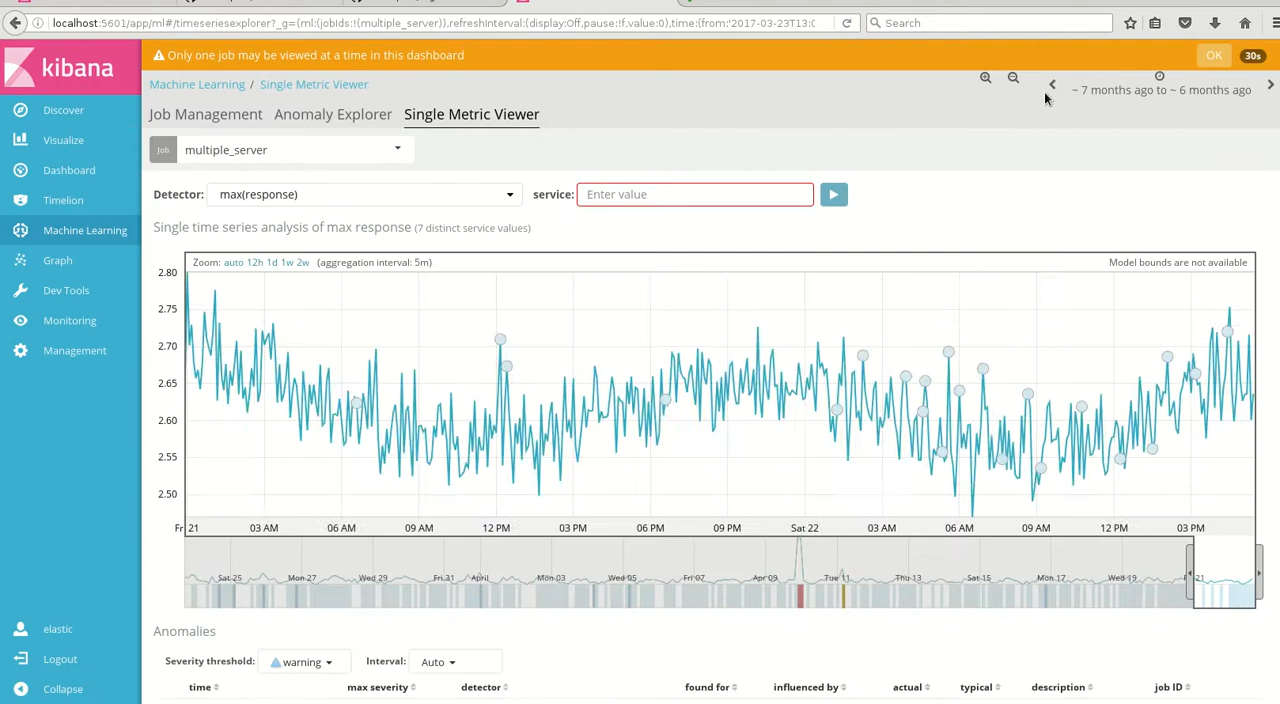 localhost:5601/app/ml#/timeseriesexplorer?_g=(ml:(jobIds:!(multiple_server)),refreshInterval:(display:Off,pause:!f,value:0),time:(from:'2017-03-23T13:0
Search
kibana
Only one job may be viewed at a time in this dashboard
OK
30s
Machine Learning / Single Metric Viewer
~ 7 months ago to ~ 6 months ago
Job Management
Anomaly Explorer
Single Metric Viewer
Discover
Visualize
Dashboard
Timelion
Machine Learning
Graph
Dev Tools
Monitoring
Management
elastic
Logout
Collapse
Job
multiple_server
Detector:
max(response)
service:
Enter value
Single time series analysis of max response (7 distinct service values)
Zoom: auto 12h 1d 1w 2w (aggregation interval: 5m)
Model bounds are not available
2.80
2.75
2.70
2.65
2.60
2.55
2.50
Fri 21 03 AM 06 AM 09 AM 12 PM 03 PM 06 PM 09 PM Sat 22 03 AM 06 AM 09 AM 12 PM 03 PM
Sat 25 Mon 27 Wed 29 Fri 31 April Mon 03 Wed 05 Fri 07 Apr 09 Tue 11 Thu 13 Sat 15 Mon 17 Wed 19
Anomalies
Severity threshold: warning Interval: Auto
time max severity detector found for influenced by actual typical description job ID